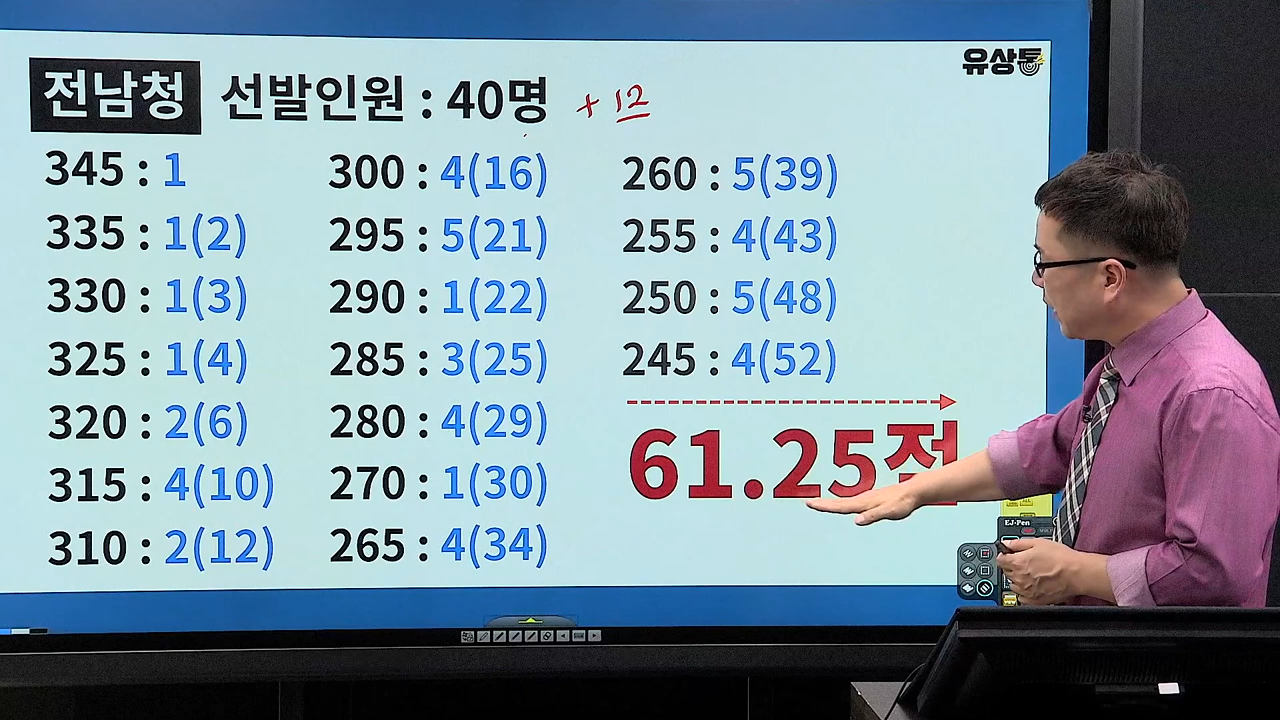 전남청 선발인원 : 40명 + 12
유상통
345 : 1
335 : 1(2)
330 : 1(3)
325 : 1(4)
320 : 2(6)
315 : 4(10)
310 : 2(12)
300 : 4(16)
295 : 5(21)
290 : 1(22)
285 : 3(25)
280 : 4(29)
270 : 1(30)
265 : 4(34)
260 : 5(39)
255 : 4(43)
250 : 5(48)
245 : 4(52)
61.25점
EJ-Pen